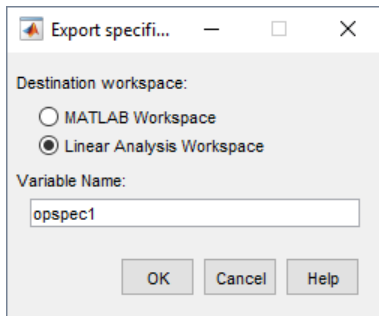 Export specifi...
Destination workspace:
MATLAB Workspace
Linear Analysis Workspace
Variable Name:
opspec1
OK Cancel Help